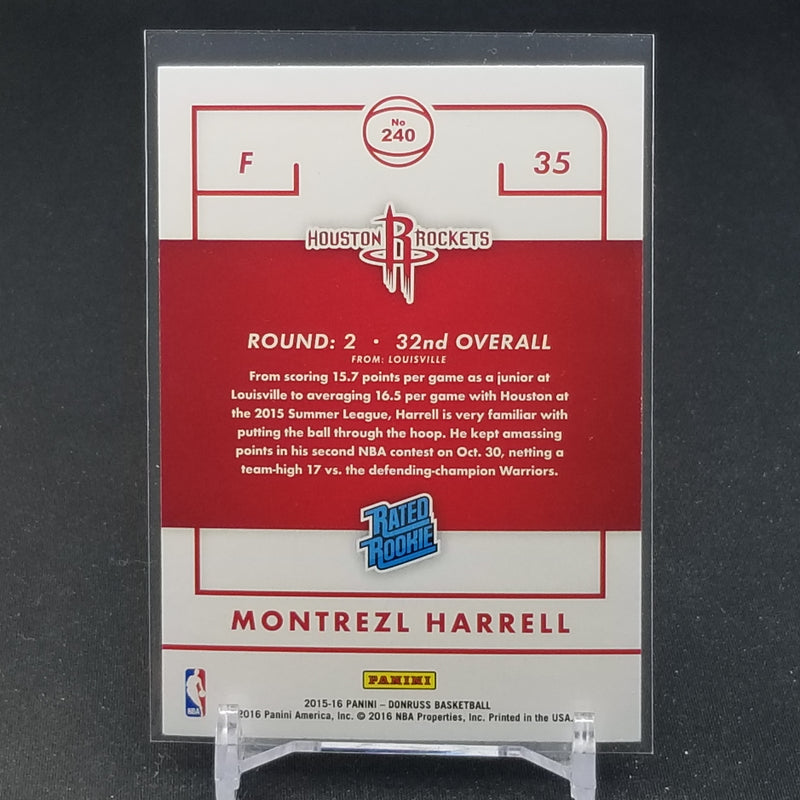 No
240
F
35
HOUSTON R ROCKETS
ROUND: 2 • 32nd OVERALL
FROM: LOUISVILLE
From scoring 15.7 points per game as a junior at
Louisville to averaging 16.5 per game with Houston at
the 2015 Summer League, Harrell is very familiar with
putting the ball through the hoop. He kept amassing
points in his second NBA contest on Oct. 30, netting a
team-high 17 vs. the defending-champion Warriors.
RATED
ROOKIE
MONTREZL HARRELL
PANINI
NBA
2015-16 PANINI – DONRUSS BASKETBALL
2016 Panini America, Inc. © 2016 NBA Properties, Inc. Printed in the USA.